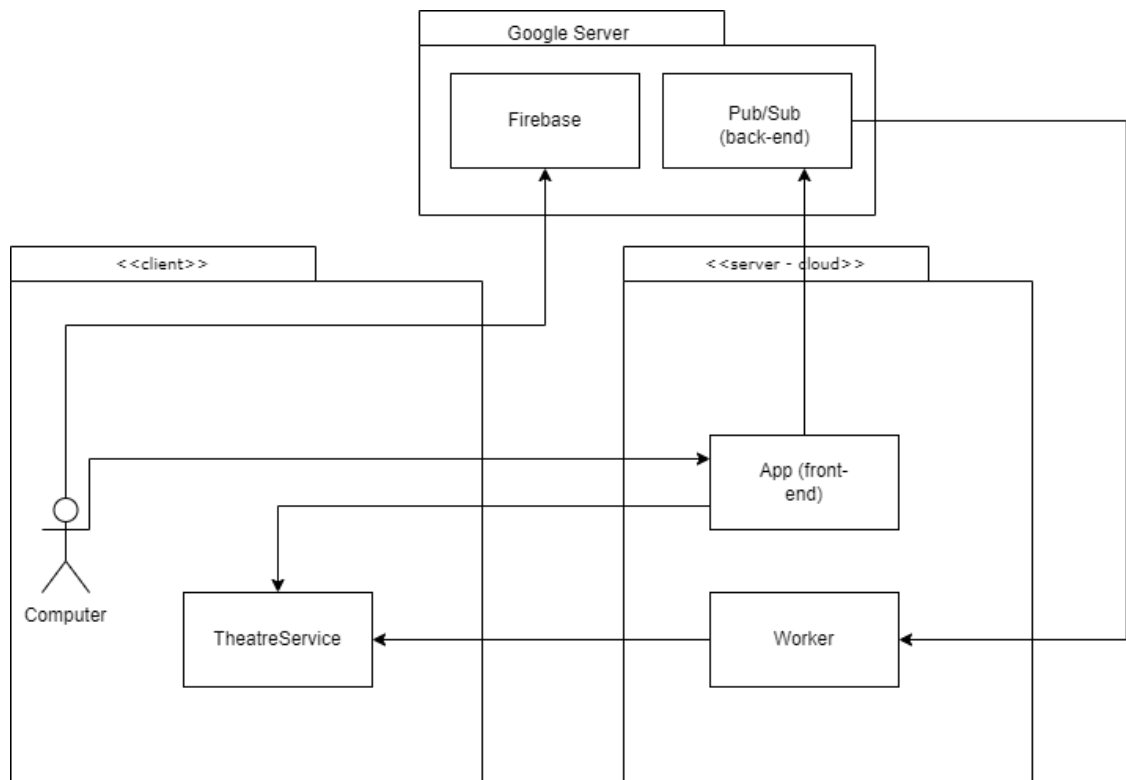 Google Server
Firebase
Pub/Sub
(back-end)
<<client>>
<<server - cloud>>
App (front-
end)
Computer
TheatreService
Worker